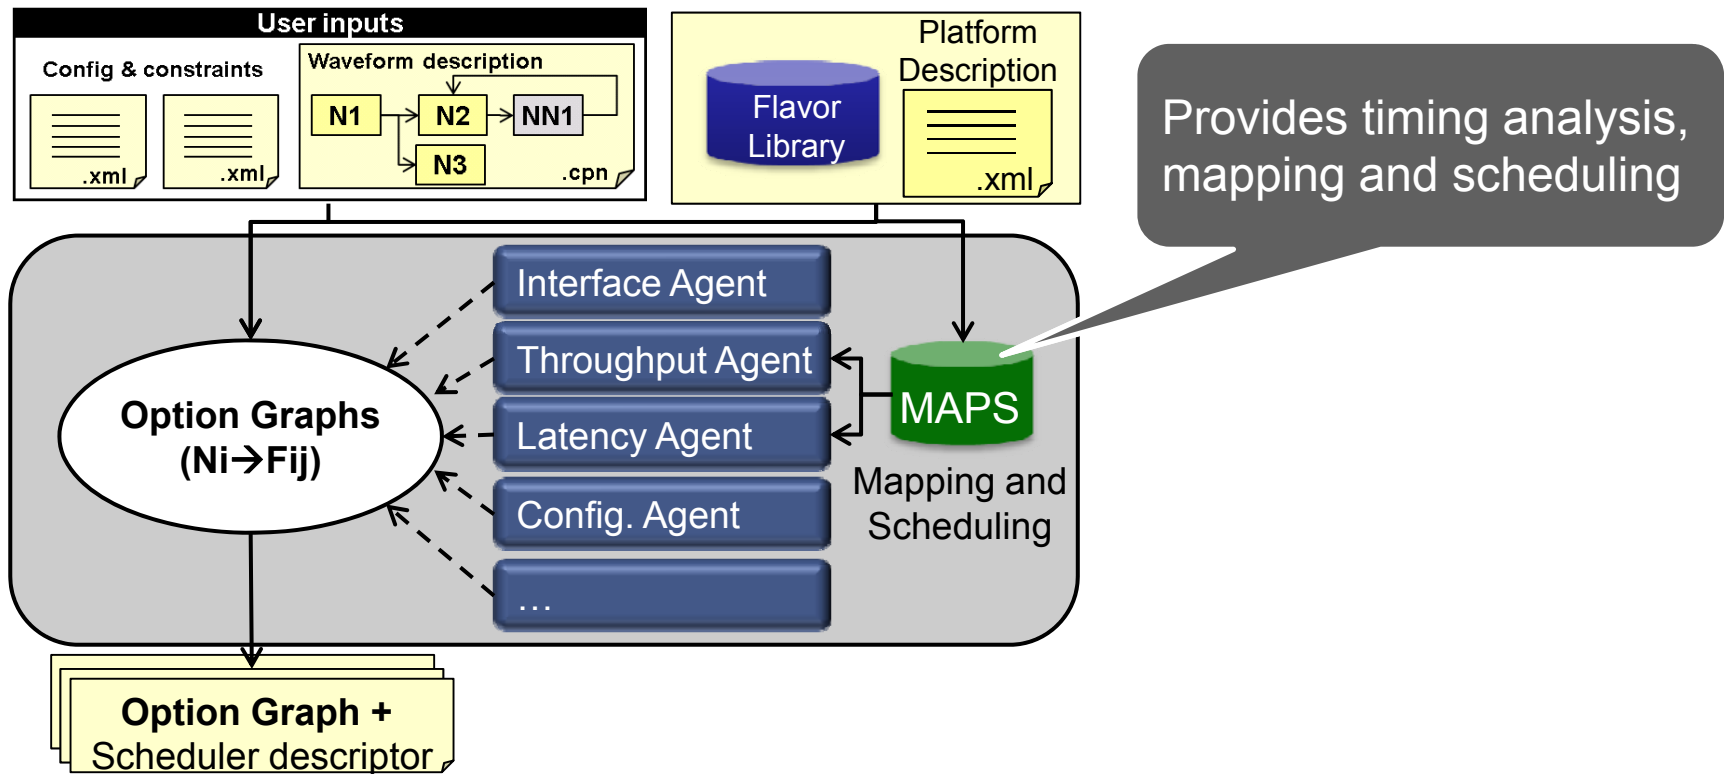 User inputs
Config & constraints
.xml
.xml
Waveform description
N1
N2
NN1
N3
.cpn
Flavor
Library
Platform
Description
.xml
Provides timing analysis,
mapping and scheduling
Interface Agent
Throughput Agent
Latency Agent
Config. Agent
...
Option Graphs
(Ni→Fij)
MAPS
Mapping and
Scheduling
Option Graph +
Scheduler descriptor